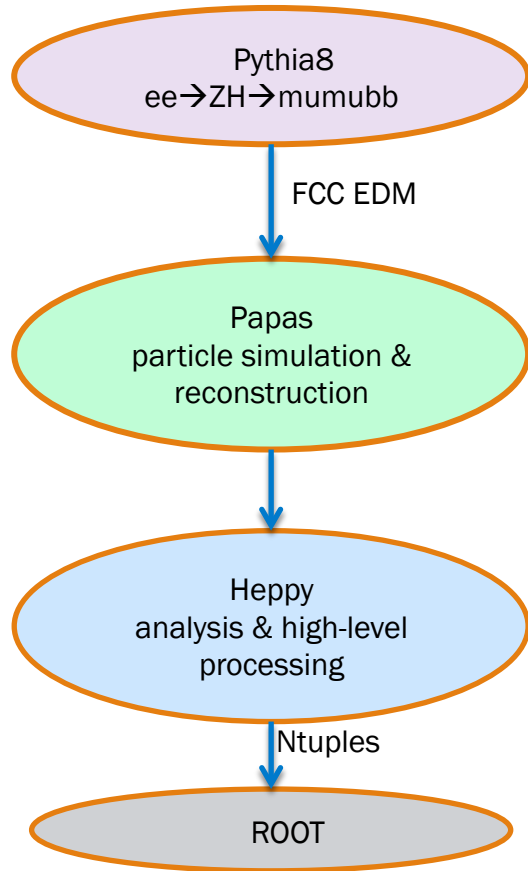 Pythia8
ee→ZH→mumubb
FCC EDM
Papas
particle simulation &
reconstruction
Heppy
analysis & high-level
processing
Ntuples
ROOT